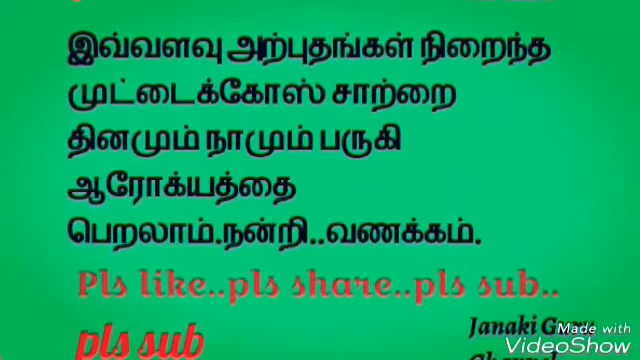 இவ்வளவு அற்புதங்கள் நிறைந்த
முட்டைக்கோஸ் சாற்றை
தினமும் நாமும் பருகி
ஆரோக்யத்தை
பெறலாம்.நன்றி..வணக்கம்.
Pls like..pls share..pls sub..
pls sub
Janaki
Made with
VideoShow